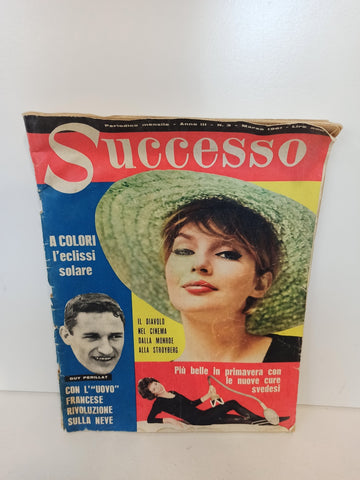 Periodico mensile - Anno III - N. 3 - Marzo 1961 - Lire
Successo
A COLORI
l'eclissi
solare
IL DIAVOLO
NEL CINEMA
DALLA MONROE
ALLA STROYBERG
GUY PERILLAT
CON L'"UOVO"
FRANCESE
RIVOLUZIONE
SULLA NEVE
Più belle in primavera con
le nuove cure
svedesi